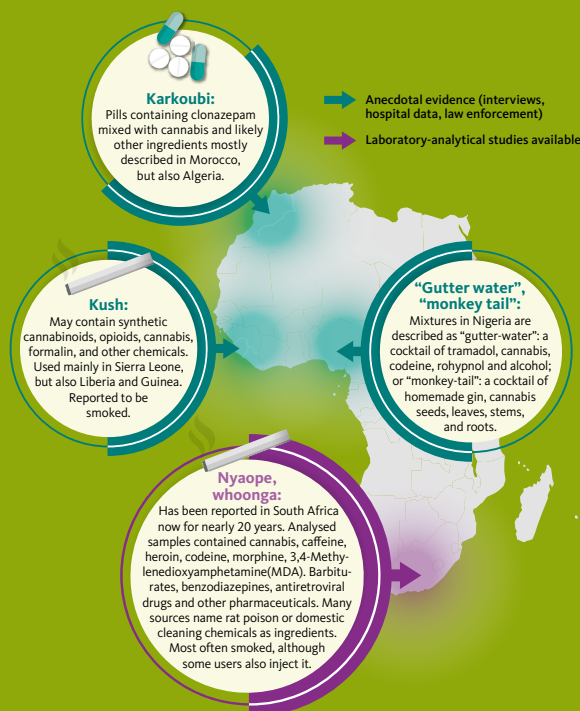 Karkoubi:
Pills containing clonazepam
mixed with cannabis and likely
other ingredients mostly
described in Morocco,
but also Algeria.
Anecdotal evidence (interviews,
hospital data, law enforcement)
Laboratory-analytical studies available
Kush:
May contain synthetic
cannabinoids, opioids, cannabis,
formalin, and other chemicals.
Used mainly in Sierra Leone,
but also Liberia and Guinea.
Reported to be
smoked.
“Gutter water”,
“monkey tail”:
Mixtures in Nigeria are
described as “gutter-water”: a
cocktail of tramadol, cannabis,
codeine, rohypnol and alcohol;
or “monkey-tail”: a cocktail of
homemade gin, cannabis
seeds, leaves, stems,
and roots.
Nyaope,
whoonga:
Has been reported in South Africa
now for nearly 20 years. Analysed
samples contained cannabis, caffeine,
heroin, codeine, morphine, 3,4-Methy-
lenedioxyamphetamine(MDA). Barbitu-
rates, benzodiazepines, antiretroviral
drugs and other pharmaceuticals. Many
sources name rat poison or domestic
cleaning chemicals as ingredients.
Most often smoked, although
some users also inject it.